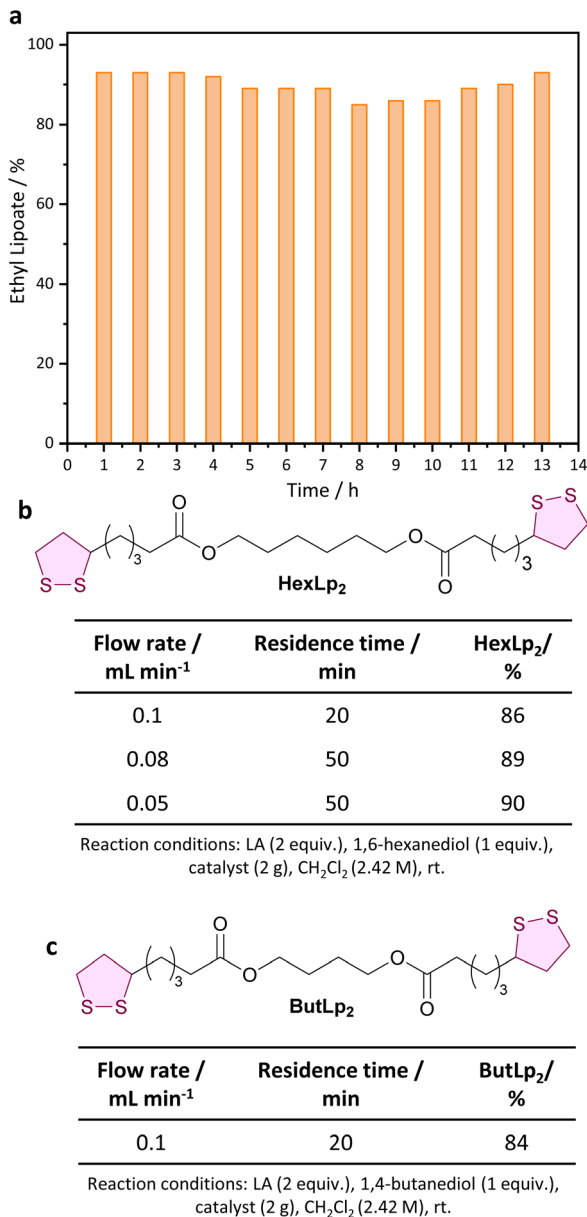 a
100
80
60
40
20
0
Ethyl Lipoate / %
0 1 2 3 4 5 6 7 8 9 10 11 12 13 14
Time / h
b
O
S
S
O
O
3
3
S
S
O
HexLp₂
Flow rate / Residence time / HexLp₂/
mL min⁻¹ min %
0.1 20 86
0.08 50 89
0.05 50 90
Reaction conditions: LA (2 equiv.), 1,6-hexanediol (1 equiv.),
catalyst (2 g), CH₂Cl₂ (2.42 M), rt.
c
S
S
O
O
3
O
3
S
S
O
ButLp₂
Flow rate / Residence time / ButLp₂/
mL min⁻¹ min %
0.1 20 84
Reaction conditions: LA (2 equiv.), 1,4-butanediol (1 equiv.),
catalyst (2 g), CH₂Cl₂ (2.42 M), rt.